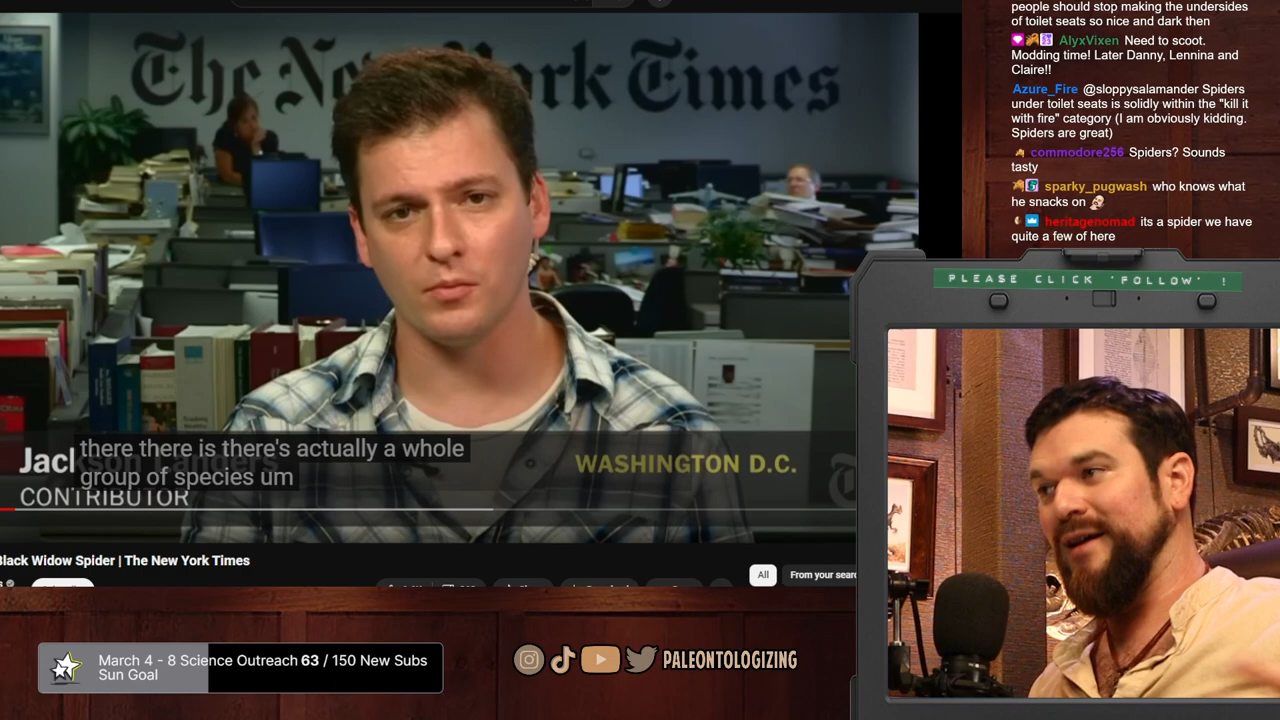 people should stop making the undersides
of toilet seats so nice and dark then
AlyxVixen Need to scoot.
Modding time! Later Danny, Lennina and
Claire!!
Azure_Fire @sloppysalamander Spiders
under toilet seats is solidly within the "kill it
with fire" category (I am obviously kidding.
Spiders are great)
commodore256 Spiders? Sounds
tasty
sparky_pugwash who knows what
he snacks on
heritagenomad its a spider we have
quite a few of here
PLEASE CLICK 'FOLLOW' !
The New York Times
there there is there's actually a whole
group of species um
Jackson Landers
CONTRIBUTOR
WASHINGTON D.C.
Black Widow Spider | The New York Times
All
From your sear
March 4 - 8 Science Outreach 63 / 150 New Subs
Sun Goal
PALEONTOLOGIZING